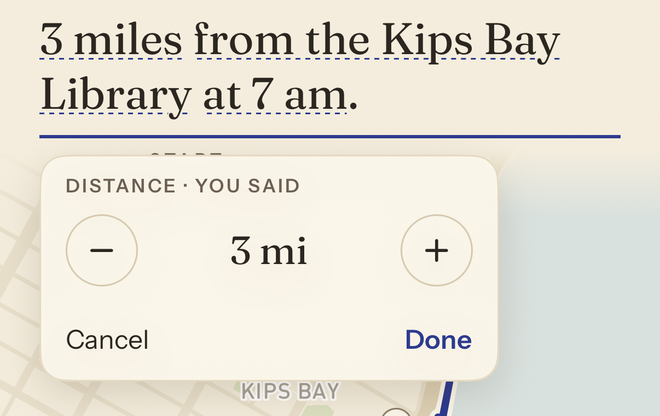 3 miles from the Kips Bay
Library at 7 am.
DISTANCE · YOU SAID
3 mi
Cancel
Done
KIPS BAY